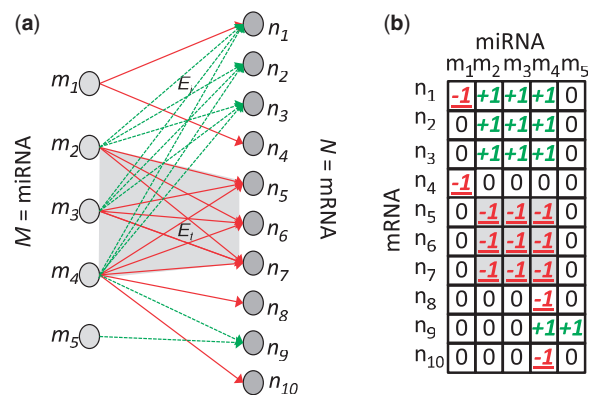 (a)
m1
m2
m3
m4
m5
M = miRNA
E
Et
n1
n2
n3
n4
n5
n6
n7
n8
n9
n10
N = mRNA
(b)
miRNA
m1 m2 m3 m4 m5
mRNA
n1 -1 +1 +1 +1 0
n2 0 +1 +1 +1 0
n3 0 +1 +1 +1 0
n4 -1 0 0 0 0
n5 0 -1 -1 -1 0
n6 0 -1 -1 -1 0
n7 0 -1 -1 -1 0
n8 0 0 0 -1 0
n9 0 0 0 +1 +1
n10 0 0 0 -1 0